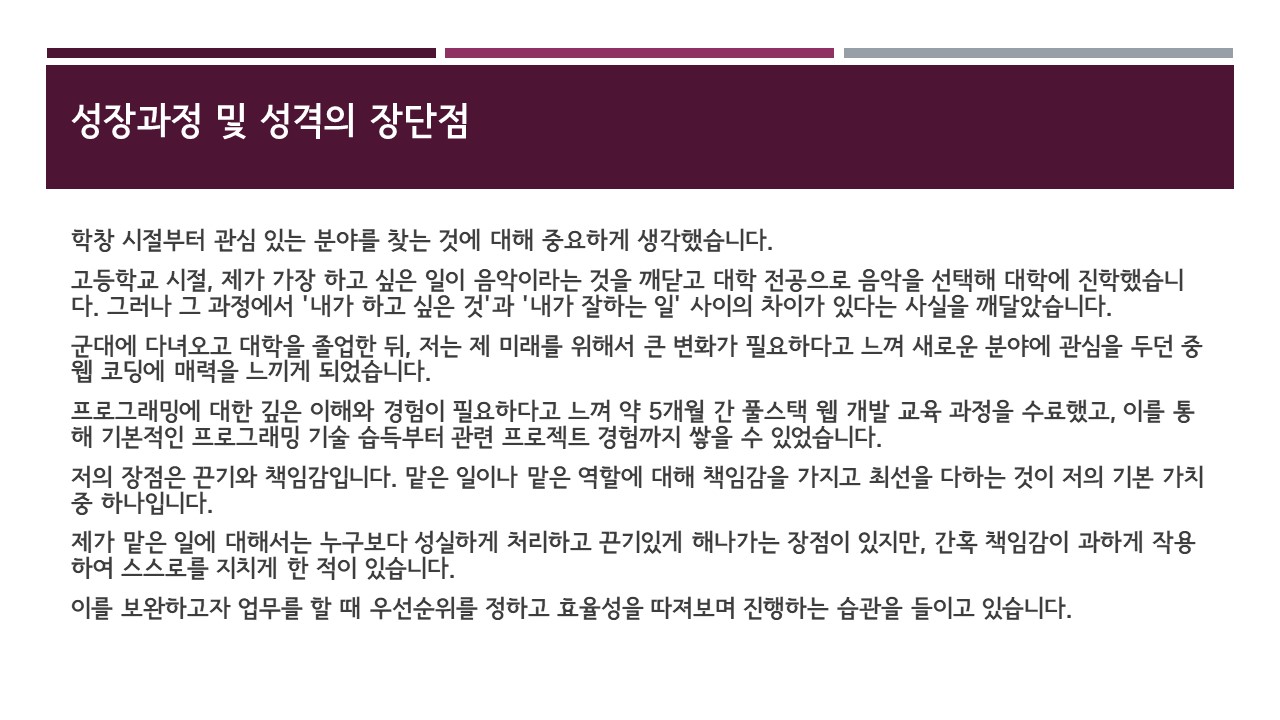 성장과정 및 성격의 장단점
학창 시절부터 관심 있는 분야를 찾는 것에 대해 중요하게 생각했습니다.
고등학교 시절, 제가 가장 하고 싶은 일이 음악이라는 것을 깨닫고 대학 전공으로 음악을 선택해 대학에 진학했습니
다. 그러나 그 과정에서 '내가 하고 싶은 것'과 '내가 잘하는 일' 사이의 차이가 있다는 사실을 깨달았습니다.
군대에 다녀오고 대학을 졸업한 뒤, 저는 제 미래를 위해서 큰 변화가 필요하다고 느껴 새로운 분야에 관심을 두던 중
웹 코딩에 매력을 느끼게 되었습니다.
프로그래밍에 대한 깊은 이해와 경험이 필요하다고 느껴 약 5개월 간 풀스택 웹 개발 교육 과정을 수료했고, 이를 통
해 기본적인 프로그래밍 기술 습득부터 관련 프로젝트 경험까지 쌓을 수 있었습니다.
저의 장점은 끈기와 책임감입니다. 맡은 일이나 맡은 역할에 대해 책임감을 가지고 최선을 다하는 것이 저의 기본 가치
중 하나입니다.
제가 맡은 일에 대해서는 누구보다 성실하게 처리하고 끈기있게 해나가는 장점이 있지만, 간혹 책임감이 과하게 작용
하여 스스로를 지치게 한 적이 있습니다.
이를 보완하고자 업무를 할 때 우선순위를 정하고 효율성을 따져보며 진행하는 습관을 들이고 있습니다.